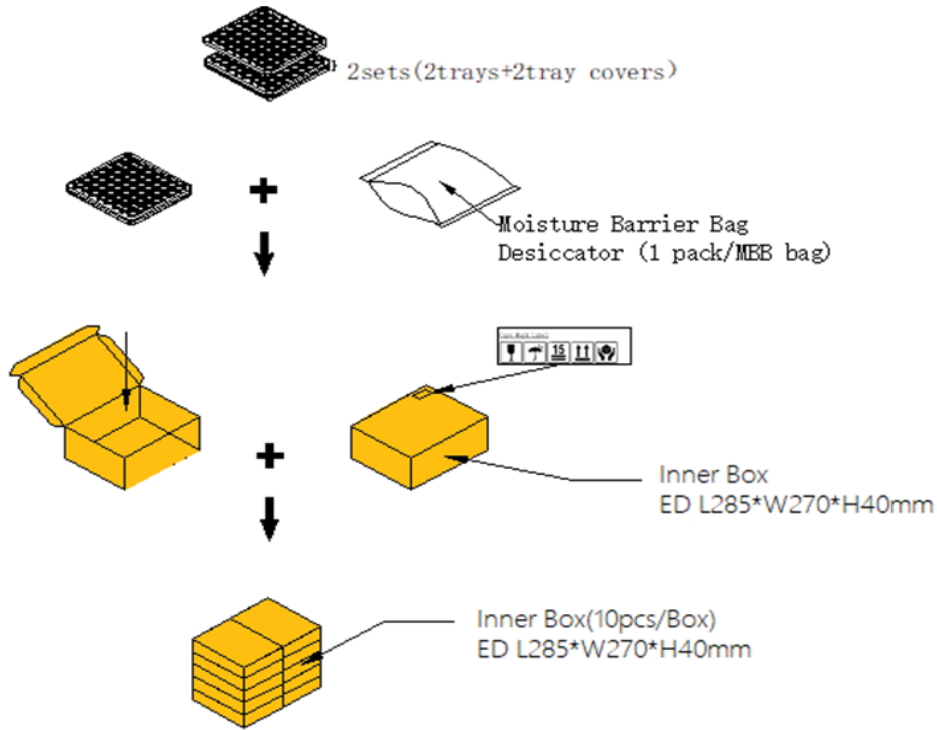 2sets(2trays+2tray covers)
Moisture Barrier Bag
Desiccator (1 pack/MBB bag)
15
Inner Box
ED L285*W270*H40mm
Inner Box(10pcs/Box)
ED L285*W270*H40mm